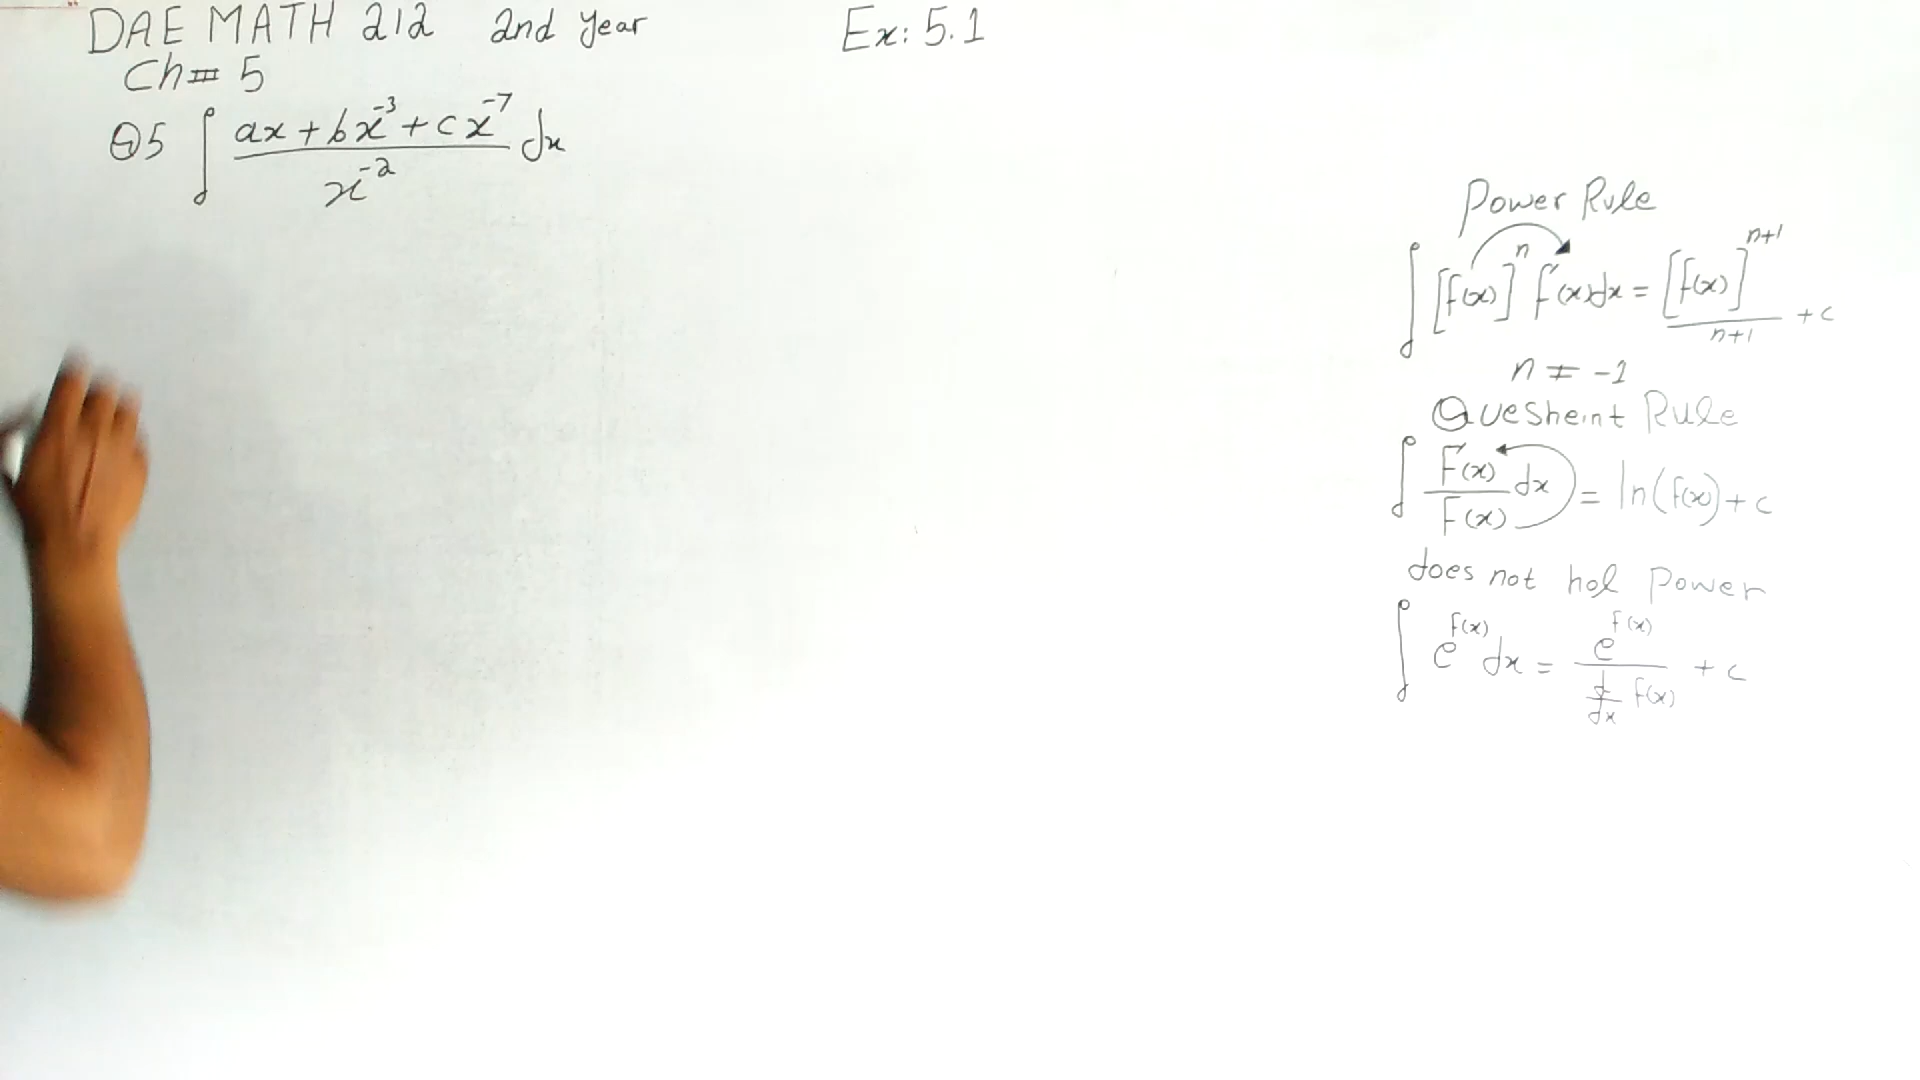 DAE MATH 212 2nd Year Ex: 5.1
Ch# 5
Q5 ∫ (ax + bx⁻³ + cx⁻⁷)/x⁻² dx
Power Rule
∫ [f(x)]ⁿ f′(x)dx = [f(x)]ⁿ⁺¹/(n+1) + c
n ≠ -1
Quesheint Rule
∫ F′(x)/F(x) dx = ln(f(x)) + c
does not hol Power
∫ e^f(x) dx = e^f(x)/(d/dx f(x)) + c